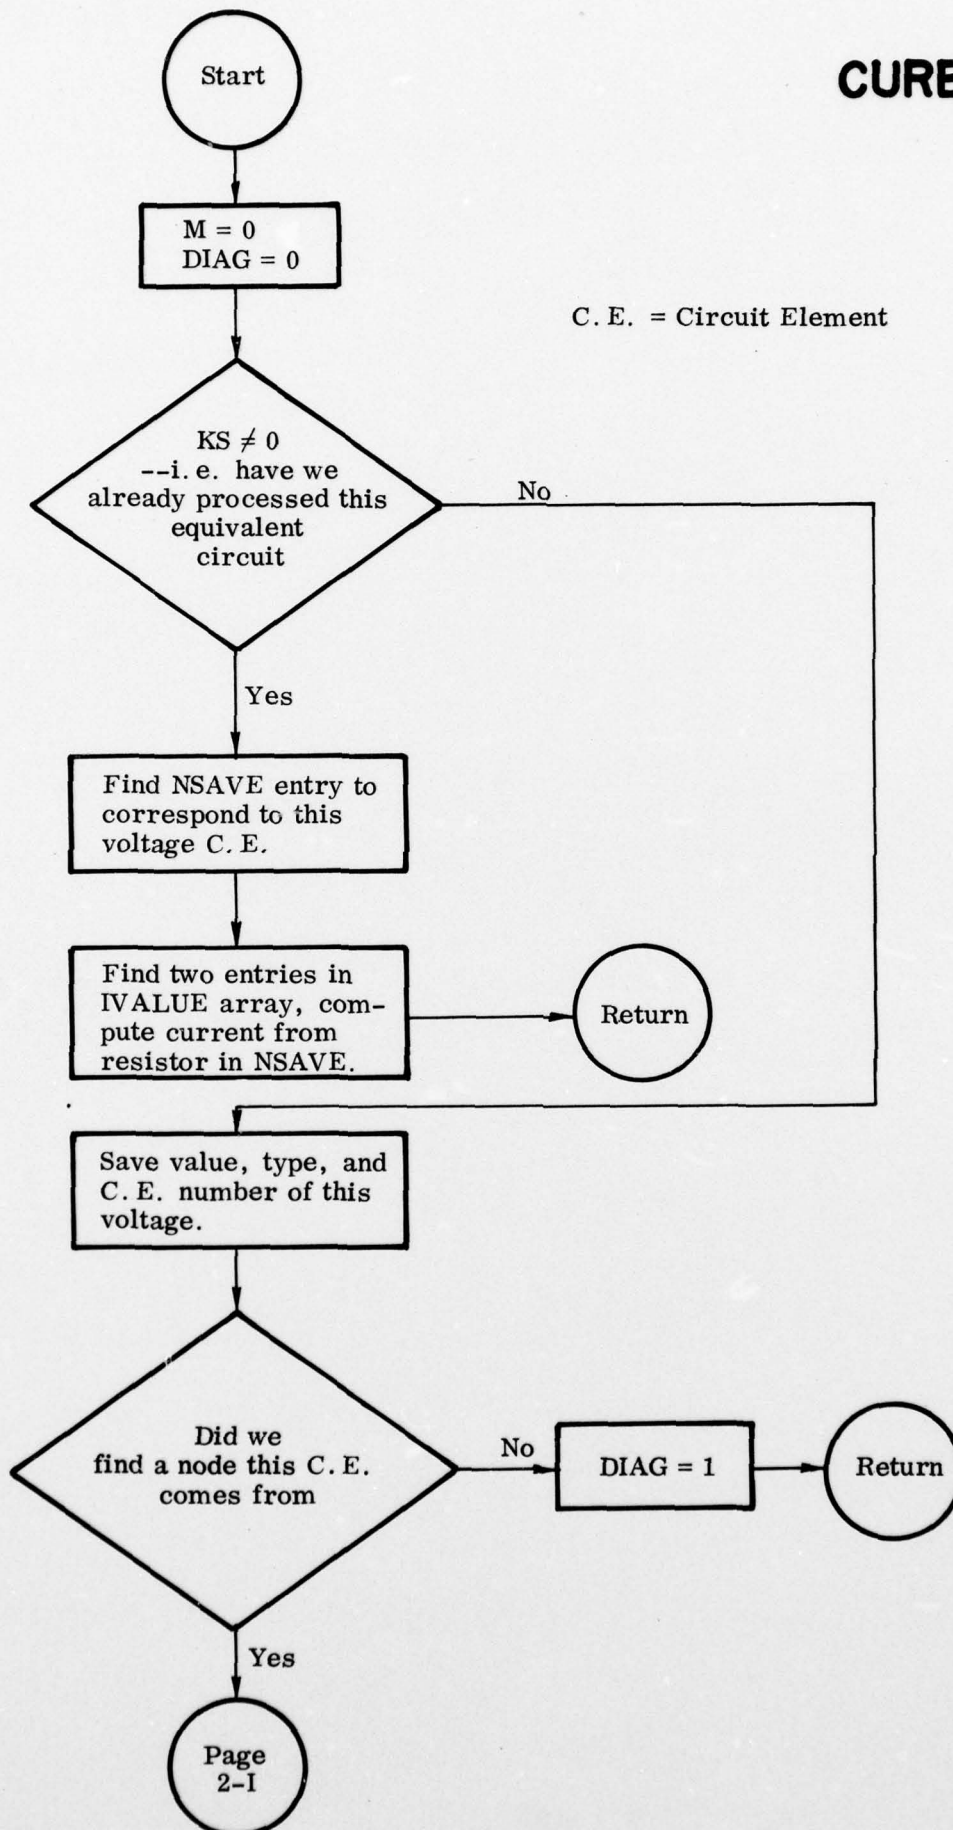 Start
CURE
M = 0
DIAG = 0
C. E. = Circuit Element
KS ≠ 0
--i. e. have we
already processed this
equivalent
circuit
No
Yes
Find NSAVE entry to
correspond to this
voltage C. E.
Find two entries in
IVALUE array, com-
pute current from
resistor in NSAVE.
Return
Save value, type, and
C. E. number of this
voltage.
Did we
find a node this C. E.
comes from
No
DIAG = 1
Return
Yes
Page
2-I